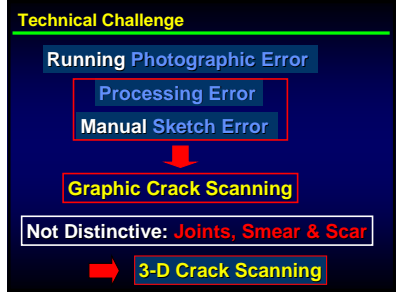 Technical Challenge
Running Photographic Error
Processing Error
Manual Sketch Error
Graphic Crack Scanning
Not Distinctive: Joints, Smear & Scar
3-D Crack Scanning